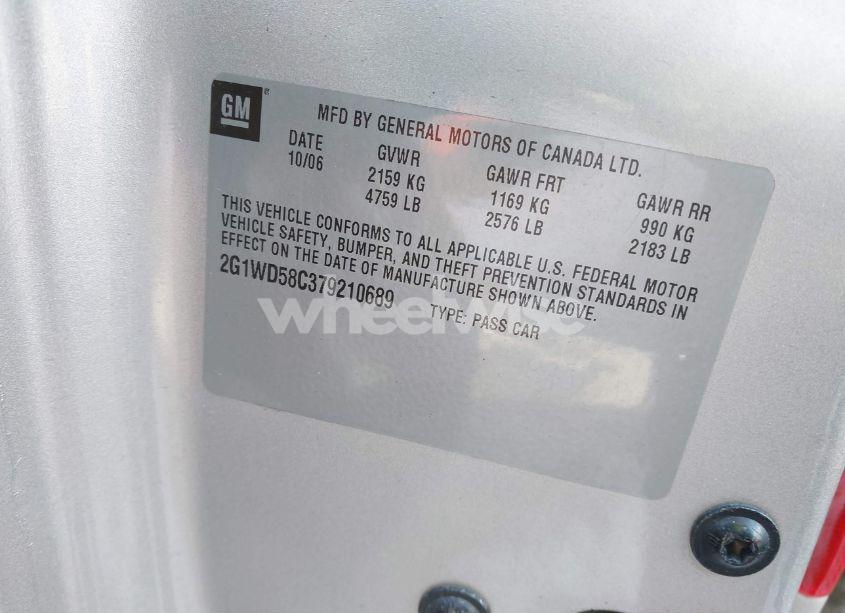 GM
MFD BY GENERAL MOTORS OF CANADA LTD.
DATE GVWR GAWR FRT GAWR RR
10/06 2159 KG 1169 KG 990 KG
4759 LB 2576 LB 2183 LB
THIS VEHICLE CONFORMS TO ALL APPLICABLE U.S. FEDERAL MOTOR
VEHICLE SAFETY, BUMPER, AND THEFT PREVENTION STANDARDS IN
EFFECT ON THE DATE OF MANUFACTURE SHOWN ABOVE.
2G1WD58C379210689 TYPE: PASS CAR
wheelwise